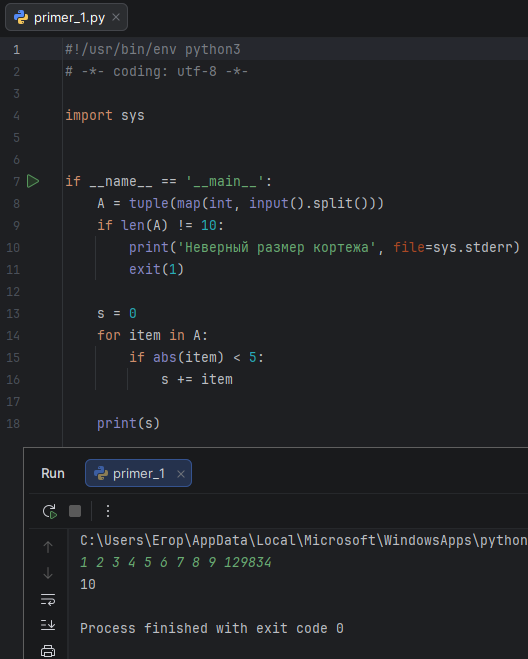 primer_1.py
1 #!/usr/bin/env python3
2 # -*- coding: utf-8 -*-
3
4 import sys
5
6
7 if __name__ == '__main__':
8     A = tuple(map(int, input().split()))
9     if len(A) != 10:
10         print('Неверный размер кортежа', file=sys.stderr)
11         exit(1)
12
13     s = 0
14     for item in A:
15         if abs(item) < 5:
16             s += item
17
18     print(s)
Run primer_1
C:\Users\Егор\AppData\Local\Microsoft\WindowsApps\python
1 2 3 4 5 6 7 8 9 129834
10
Process finished with exit code 0